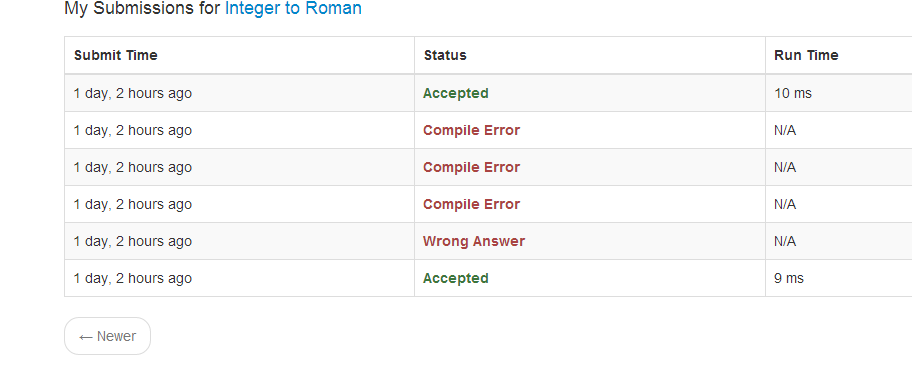 My Submissions for Integer to Roman
Submit Time Status Run Time
1 day, 2 hours ago Accepted 10 ms
1 day, 2 hours ago Compile Error N/A
1 day, 2 hours ago Compile Error N/A
1 day, 2 hours ago Compile Error N/A
1 day, 2 hours ago Wrong Answer N/A
1 day, 2 hours ago Accepted 9 ms
← Newer